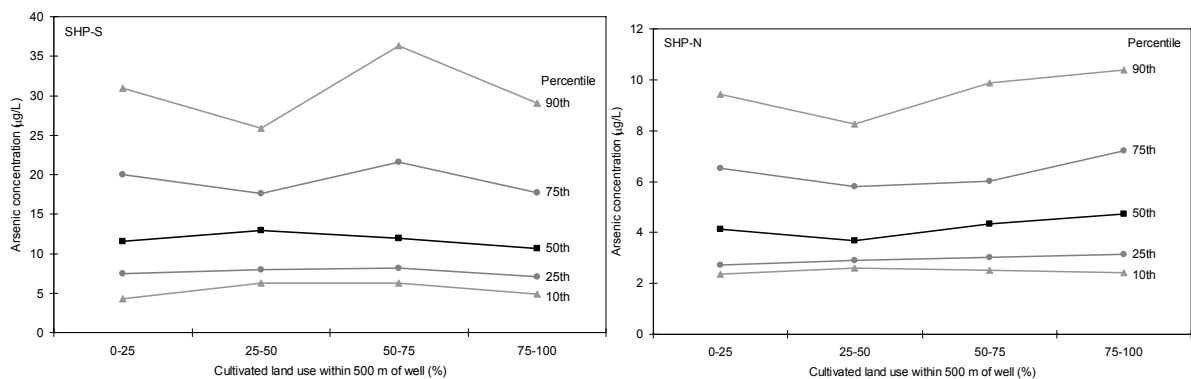 SHP-S
40
35
30
25
20
15
10
5
0
Arsenic concentration (µg/L)
Percentile
90th
75th
50th
25th
10th
0-25 25-50 50-75 75-100
Cultivated land use within 500 m of well (%)
SHP-N
12
10
8
6
4
2
0
Arsenic concentration (µg/L)
Percentile
90th
75th
50th
25th
10th
0-25 25-50 50-75 75-100
Cultivated land use within 500 m of well (%)